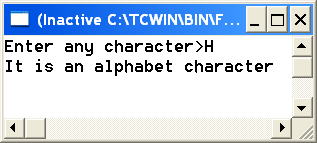 (Inactive C:\TCWIN\BIN\F...
Enter any character>H
It is an alphabet character